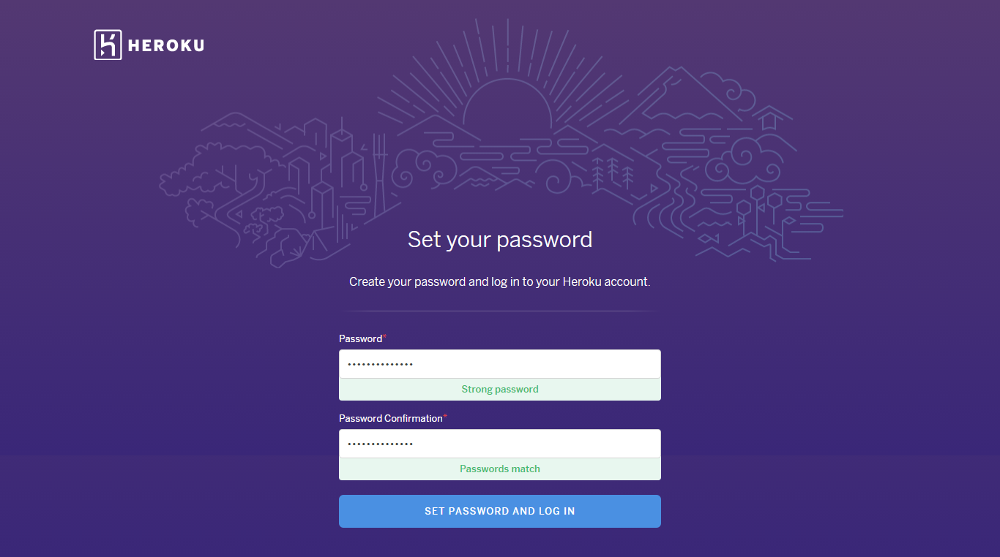 HEROKU
Set your password
Create your password and log in to your Heroku account.
Password*
••••••••••••••
Strong password
Password Confirmation*
••••••••••••••
Passwords match
SET PASSWORD AND LOG IN